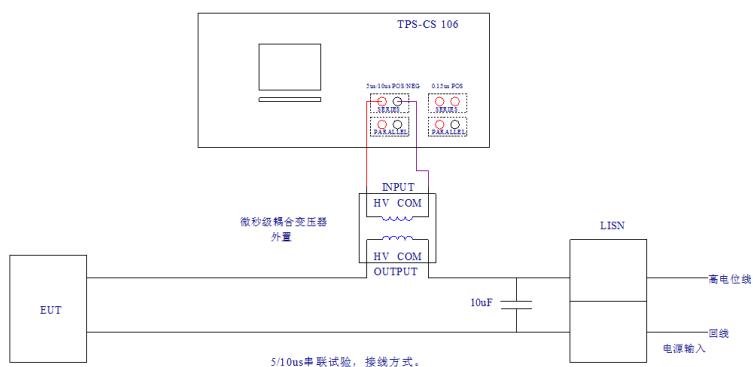 TPS-CS 106
5us/10us POS/NEG
0.15us POS
SERIES
SERIES
PARALLEL
PARALLEL
INPUT
HV COM
微秒级耦合变压器
外置
HV COM
OUTPUT
LISN
EUT
10uF
高电位线
回线
电源输入
5/10us串联试验，接线方式。